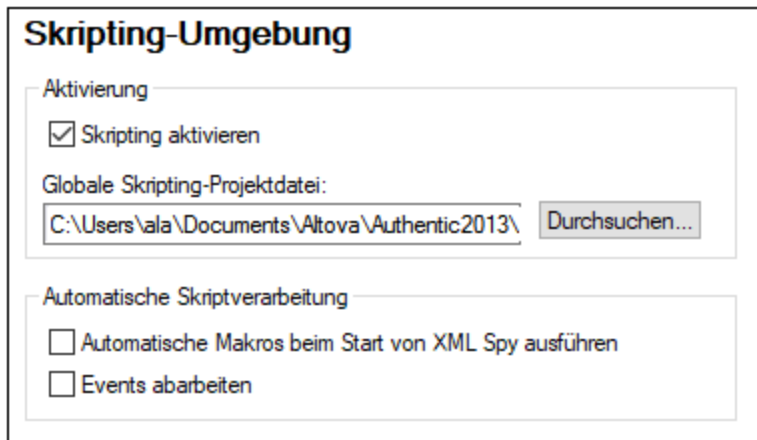 Skripting-Umgebung
Aktivierung
Skripting aktivieren
Globale Skripting-Projektdatei:
C:\Users\ala\Documents\Altova\Authentic2013\
Durchsuchen...
Automatische Skriptverarbeitung
Automatische Makros beim Start von XML Spy ausführen
Events abarbeiten